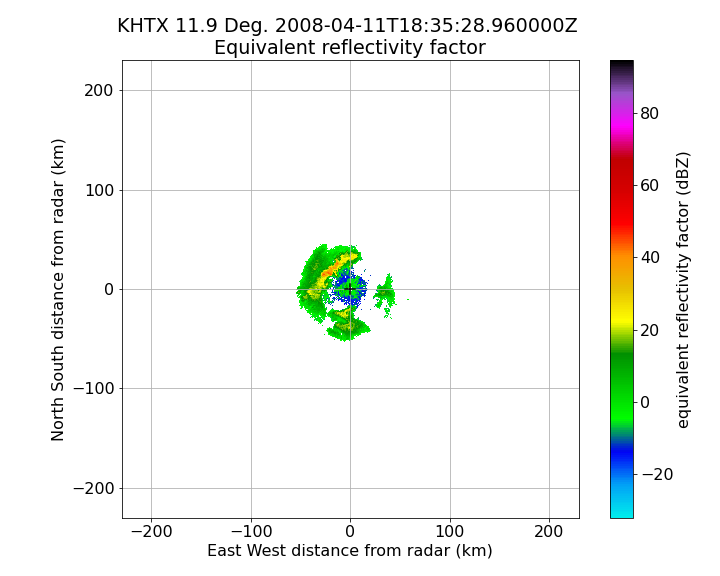 KHTX 11.9 Deg. 2008-04-11T18:35:28.960000Z
Equivalent reflectivity factor
200
100
0
−100
−200
North South distance from radar (km)
−200 −100 0 100 200
East West distance from radar (km)
80
60
40
20
0
−20
equivalent reflectivity factor (dBZ)